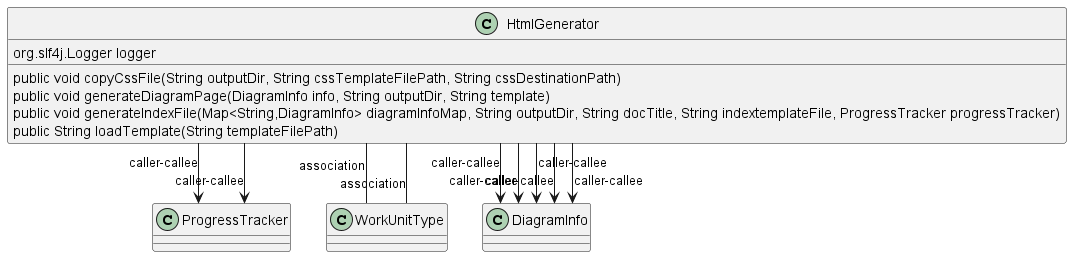 C HtmlGenerator
org.slf4j.Logger logger
public void copyCssFile(String outputDir, String cssTemplateFilePath, String cssDestinationPath)
public void generateDiagramPage(DiagramInfo info, String outputDir, String template)
public void generateIndexFile(Map<String,DiagramInfo> diagramInfoMap, String outputDir, String docTitle, String indextemplateFile, ProgressTracker progressTracker)
public String loadTemplate(String templateFilePath)
caller-callee
caller-callee
association
association
caller-callee
caller-callee
caller-callee
caller-callee
caller-callee
C ProgressTracker
C WorkUnitType
C DiagramInfo